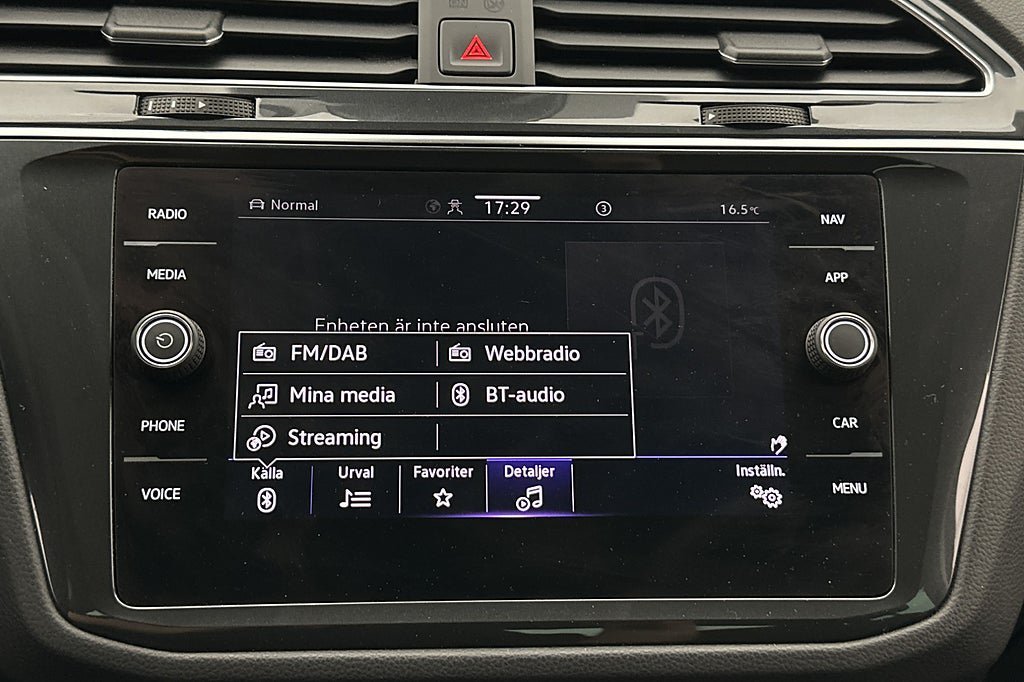 RADIO
MEDIA
PHONE
VOICE
Normal
17:29
3
16.5°C
Enheten är inte ansluten
FM/DAB
Webbradio
Mina media
BT-audio
Streaming
Källa
Urval
Favoriter
Detaljer
Inställn.
NAV
APP
CAR
MENU